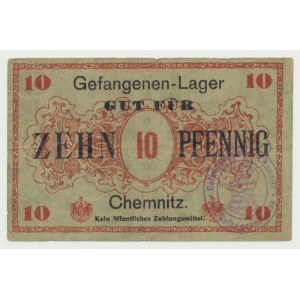 10 10
Gefangenen-Lager
GUT FÜR
ZEHN 10 PFENNIG
Chemnitz.
10 10
Kein öffentliches Zahlungsmittel.